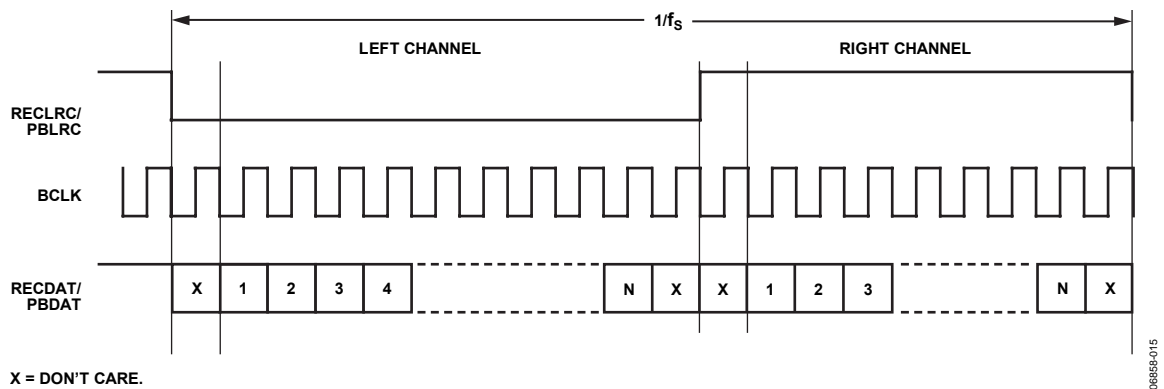 1/fS
LEFT CHANNEL RIGHT CHANNEL
RECLRC/
PBLRC
BCLK
RECDAT/
PBDAT
X 1 2 3 4 N X X 1 2 3 N X
X = DON'T CARE.
06858-015